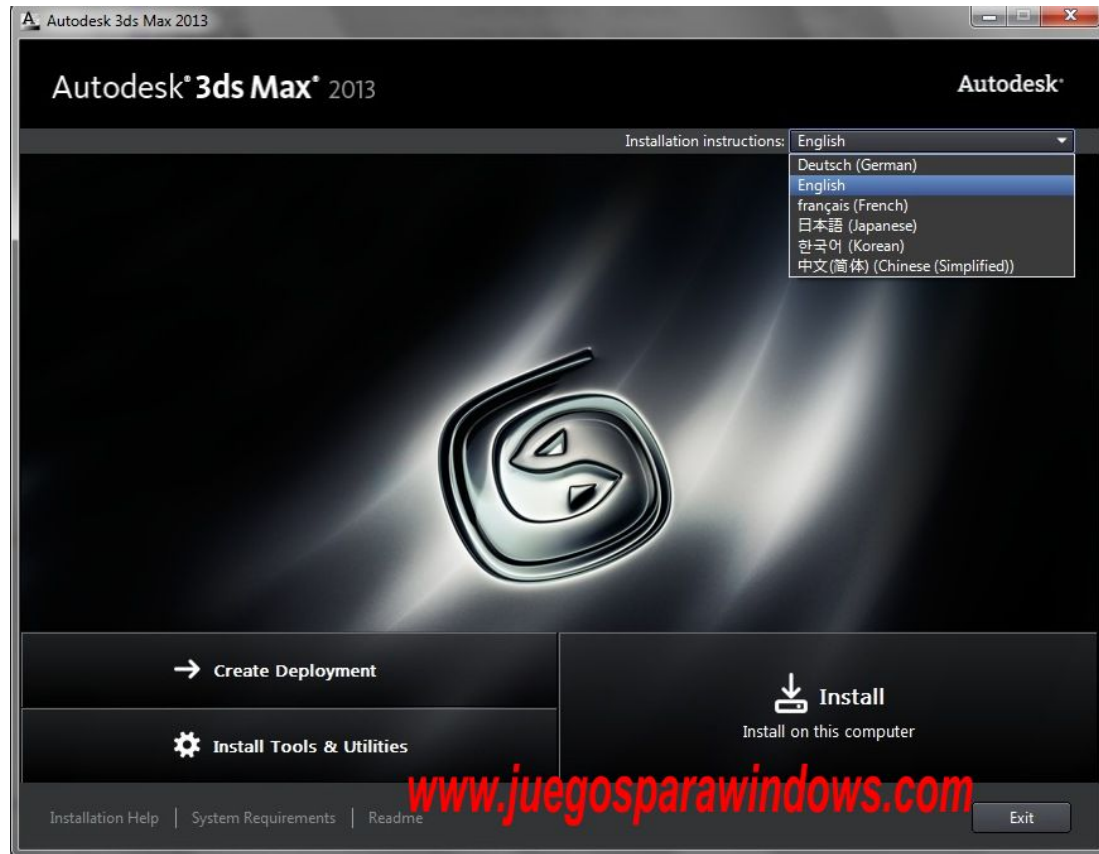 Autodesk 3ds Max 2013
Autodesk® 3ds Max® 2013
Autodesk®
Installation instructions: English
Deutsch (German)
English
français (French)
日本語 (Japanese)
한국어 (Korean)
中文(简体) (Chinese (Simplified))
Create Deployment
Install Tools & Utilities
Install
Install on this computer
www.juegosparawindows.com
Installation Help | System Requirements | Readme
Exit